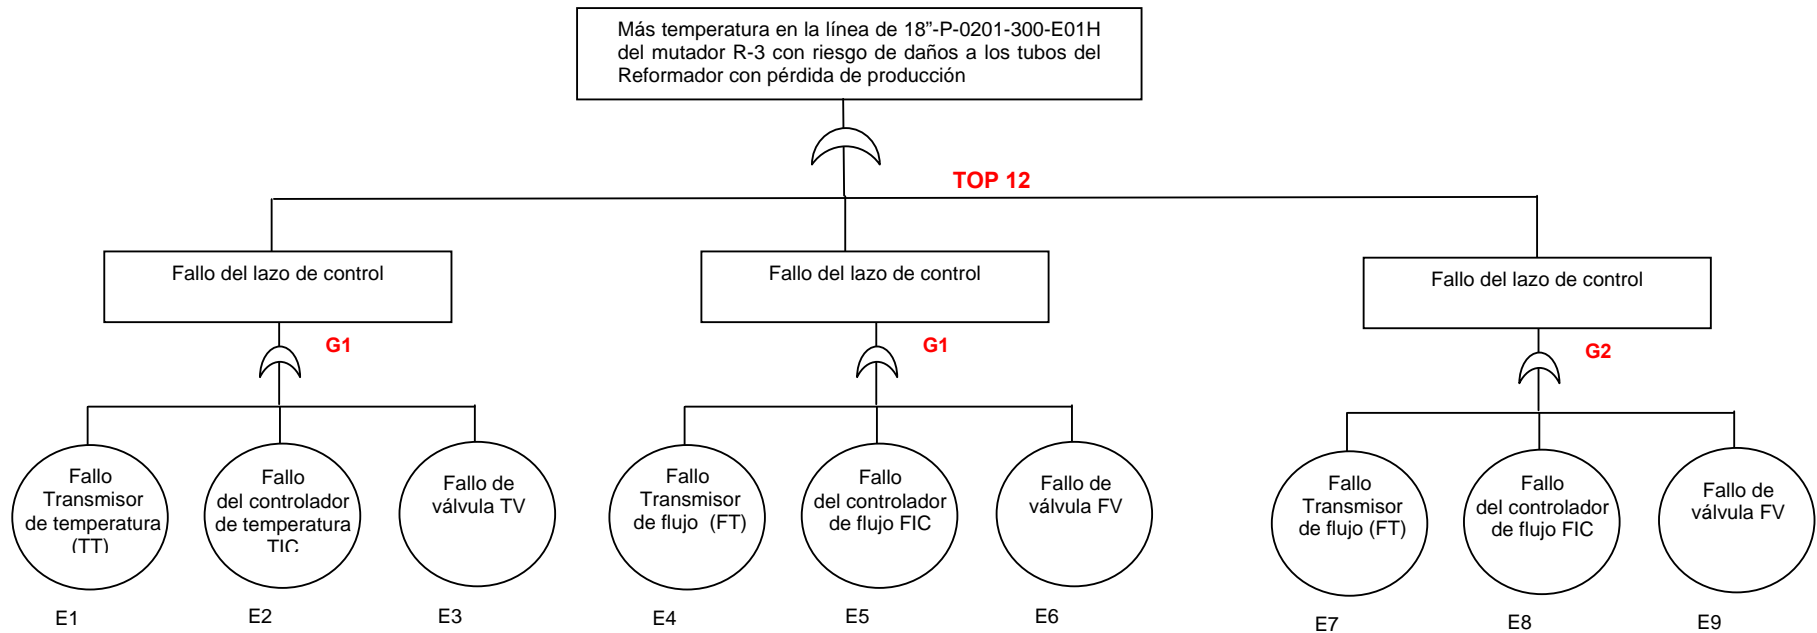 Más temperatura en la línea de 18”-P-0201-300-E01H
del mutador R-3 con riesgo de daños a los tubos del
Reformador con pérdida de producción
TOP 12
Fallo del lazo de control
Fallo del lazo de control
Fallo del lazo de control
G1
G1
G2
Fallo
Transmisor
de temperatura
(TT)
Fallo
del controlador
de temperatura
TIC
Fallo de
válvula TV
Fallo
Transmisor
de flujo (FT)
Fallo
del controlador
de flujo FIC
Fallo de
válvula FV
Fallo
Transmisor
de flujo (FT)
Fallo
del controlador
de flujo FIC
Fallo de
válvula FV
E1
E2
E3
E4
E5
E6
E7
E8
E9